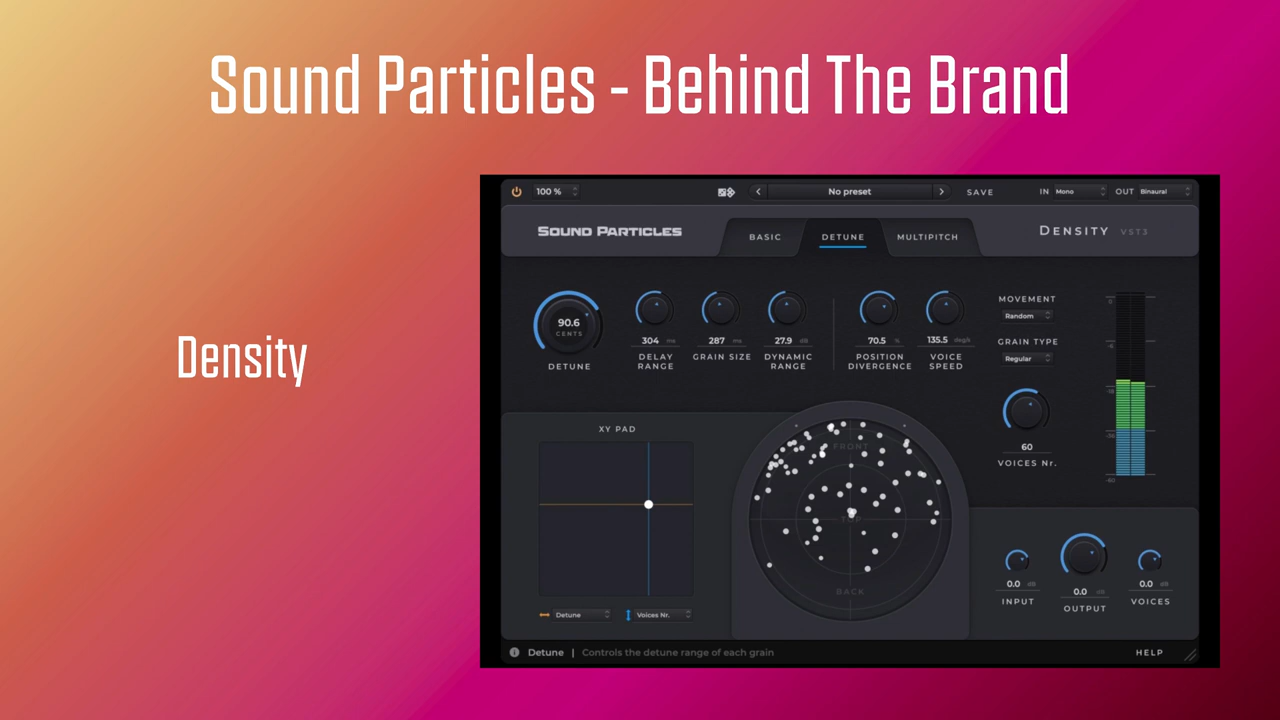 Sound Particles - Behind The Brand
Density
100 %
No preset
SAVE
IN Mono
OUT Binaural
SOUND PARTICLES
BASIC
DETUNE
MULTIPITCH
DENSITY VST3
90.6
CENTS
DETUNE
304 ms
DELAY
RANGE
287 ms
GRAIN SIZE
27.9 dB
DYNAMIC
RANGE
70.5 %
POSITION
DIVERGENCE
135.5 deg/s
VOICE
SPEED
MOVEMENT
Random
GRAIN TYPE
Regular
60
VOICES Nr.
-60
XY PAD
Detune
Voices Nr.
FRONT
TOP
BACK
0.0 dB
INPUT
0.0 dB
OUTPUT
0.0 dB
VOICES
Detune | Controls the detune range of each grain
HELP